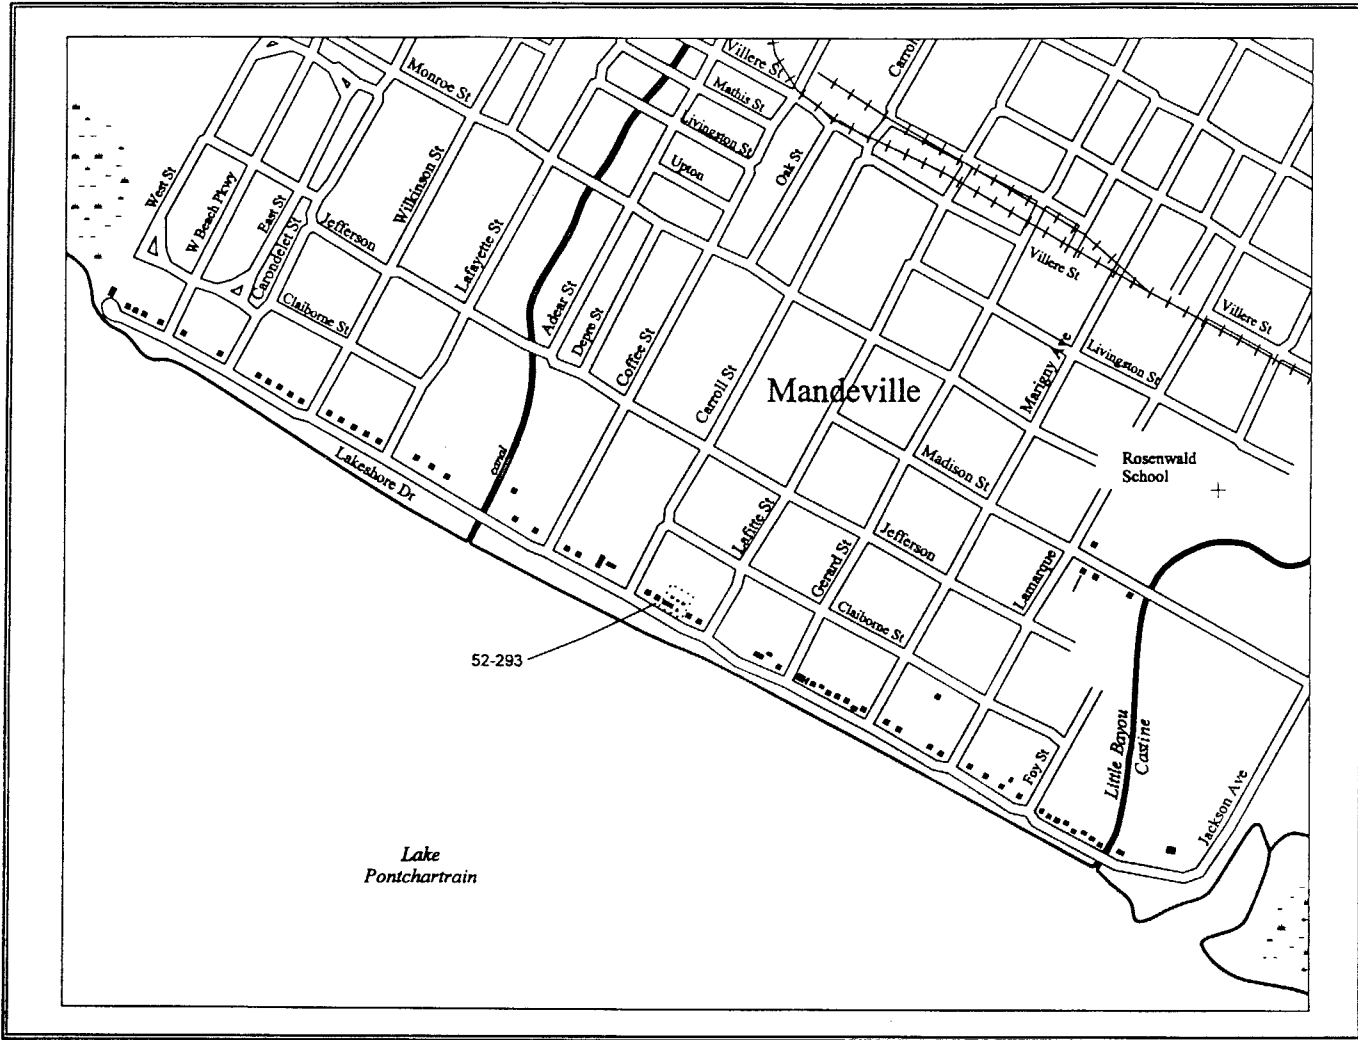 Villere St
Carrol
Monroe St
Mathis St
Livingston St
Upton
Oak St
West St
W Beach Pkwy
East St
Carondelet St
Jefferson
Wilkinson St
Lafayette St
Claiborne St
Adear St
Depre St
Coffee St
Carroll St
Villere St
Villere St
Livingston St
Marigny Ave
Mandeville
Madison St
Rosenwald
School
Lakeshore Dr
canal
Lafitte St
Gerard St
Jefferson
Lamarque
Claiborne St
52-293
Foy St
Little Bayou
Castine
Jackson Ave
Lake
Pontchartrain